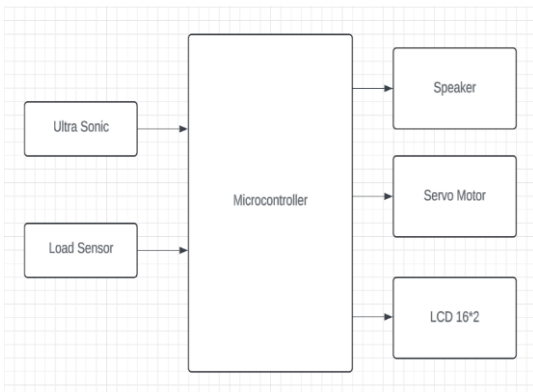 Ultra Sonic
Load Sensor
Microcontroller
Speaker
Servo Motor
LCD 16*2